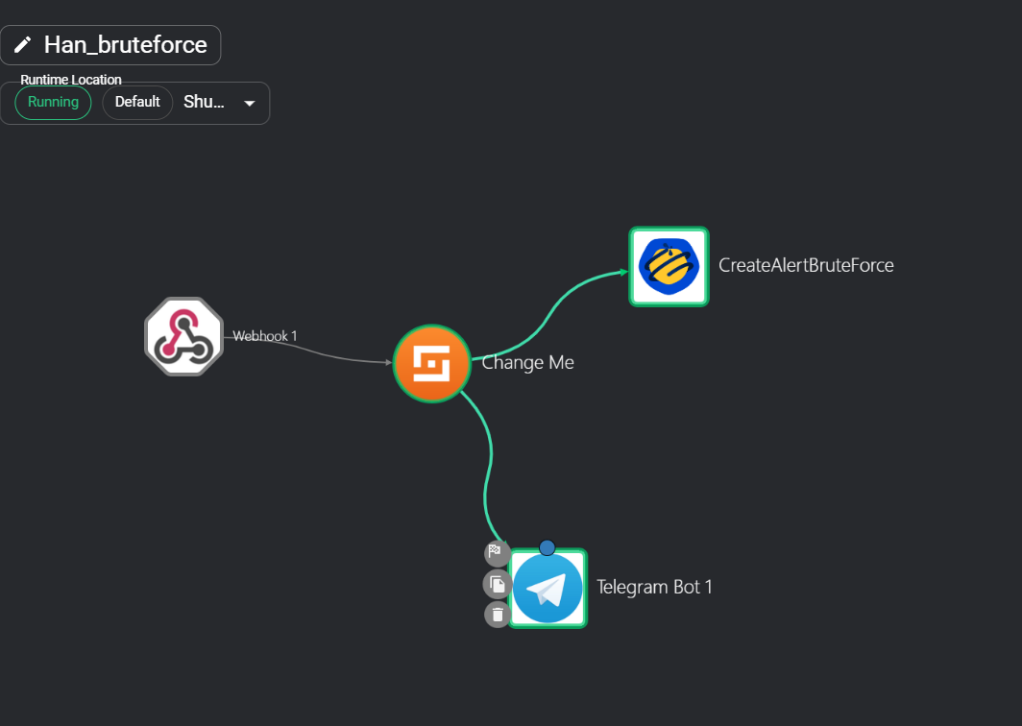 Han_bruteforce
Runtime Location
Running Default Shu...
CreateAlertBruteForce
Webhook 1
Change Me
Telegram Bot 1